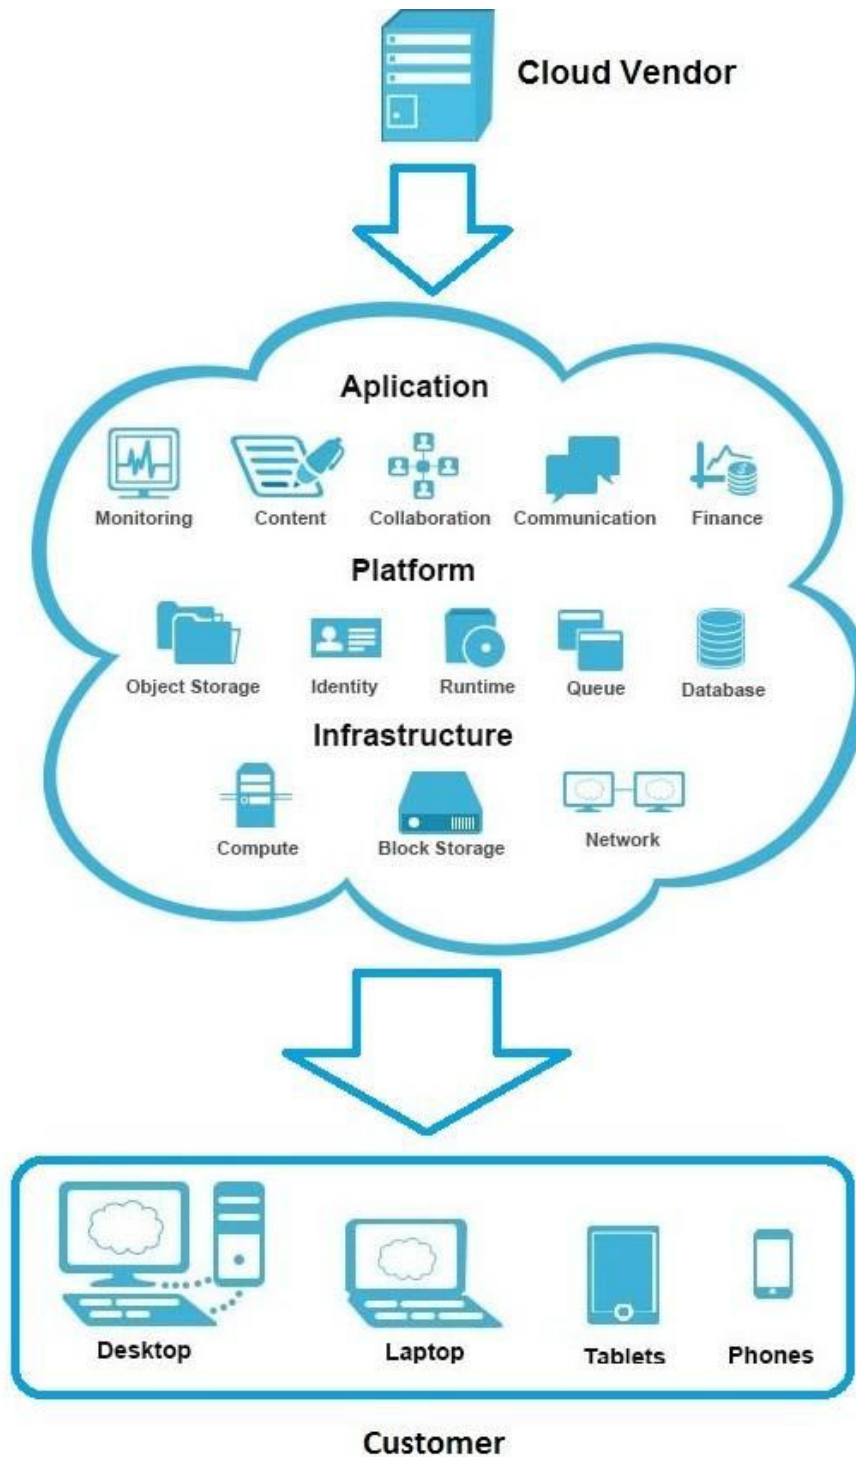 Cloud Vendor
Aplication
Monitoring Content Collaboration Communication Finance
Platform
Object Storage Identity Runtime Queue Database
Infrastructure
Compute Block Storage Network
Desktop Laptop Tablets Phones
Customer